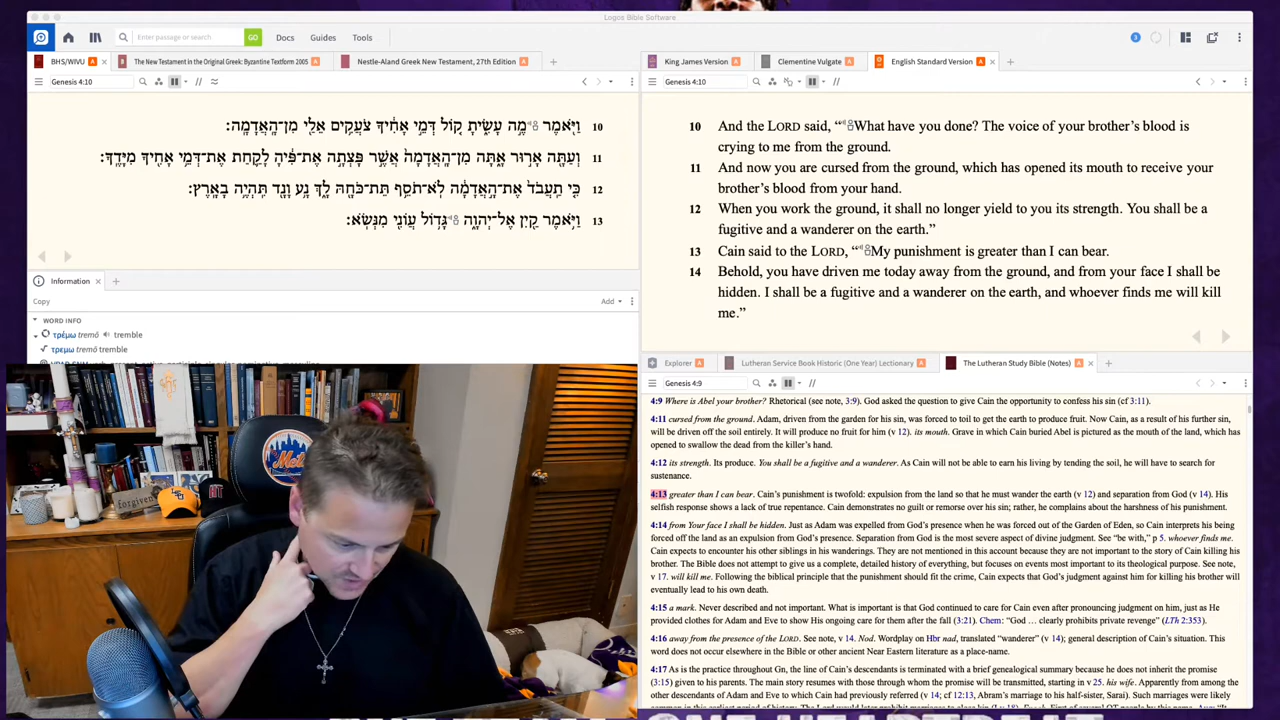 Logos Bible Software
Enter passage or search
GO
Docs
Guides
Tools
3
BHS/WIVU
The New Testament in the Original Greek: Byzantine Textform 2005
Nestle-Aland Greek New Testament, 27th Edition
Genesis 4:10
10 וַיֹּ֖אמֶר מֶ֣ה עָשִׂ֑יתָ ק֚וֹל דְּמֵ֣י אָחִ֔יךָ צֹעֲקִ֥ים אֵלַ֖י מִן־הָֽאֲדָמָֽה׃
11 וְעַתָּ֖ה אָר֣וּר אָ֑תָּה מִן־הָֽאֲדָמָה֙ אֲשֶׁ֣ר פָּצְתָ֣ה אֶת־פִּ֔יהָ לָקַ֛חַת אֶת־דְּמֵ֥י אָחִ֖יךָ מִיָּדֶֽךָ׃
12 כִּ֤י תַֽעֲבֹד֙ אֶת־הָ֣אֲדָמָ֔ה לֹֽא־תֹסֵ֥ף תֵּת־כֹּחָ֖הּ לָ֑ךְ נָ֥ע וָנָ֖ד תִּֽהְיֶ֥ה בָאָֽרֶץ׃
13 וַיֹּ֥אמֶר קַ֖יִן אֶל־יְהוָ֑ה גָּד֥וֹל עֲוֺנִ֖י מִנְּשֹֽׂא׃
Information
Copy
Add
WORD INFO
τρέμω tremō tremble
τρεμω tremō tremble
King James Version
Clementine Vulgate
English Standard Version
Genesis 4:10
10 And the LORD said, “What have you done? The voice of your brother’s blood is
crying to me from the ground.
11 And now you are cursed from the ground, which has opened its mouth to receive your
brother’s blood from your hand.
12 When you work the ground, it shall no longer yield to you its strength. You shall be a
fugitive and a wanderer on the earth.”
13 Cain said to the LORD, “My punishment is greater than I can bear.
14 Behold, you have driven me today away from the ground, and from your face I shall be
hidden. I shall be a fugitive and a wanderer on the earth, and whoever finds me will kill
me.”
Explorer
Lutheran Service Book Historic (One Year) Lectionary
The Lutheran Study Bible (Notes)
Genesis 4:9
4:9 Where is Abel your brother? Rhetorical (see note, 3:9). God asked the question to give Cain the opportunity to confess his sin (cf 3:11).
4:11 cursed from the ground. Adam, driven from the garden for his sin, was forced to toil to get the earth to produce fruit. Now Cain, as a result of his further sin,
will be driven off the soil entirely. It will produce no fruit for him (v 12). its mouth. Grave in which Cain buried Abel is pictured as the mouth of the land, which has
opened to swallow the dead from the killer’s hand.
4:12 its strength. Its produce. You shall be a fugitive and a wanderer. As Cain will not be able to earn his living by tending the soil, he will have to search for
sustenance.
4:13 greater than I can bear. Cain’s punishment is twofold: expulsion from the land so that he must wander the earth (v 12) and separation from God (v 14). His
selfish response shows a lack of true repentance. Cain demonstrates no guilt or remorse over his sin; rather, he complains about the harshness of his punishment.
4:14 from Your face I shall be hidden. Just as Adam was expelled from God’s presence when he was forced out of the Garden of Eden, so Cain interprets his being
forced off the land as an expulsion from God’s presence. Separation from God is the most severe aspect of divine judgment. See “be with,” p 5. whoever finds me.
Cain expects to encounter his other siblings in his wanderings. They are not mentioned in this account because they are not important to the story of Cain killing his
brother. The Bible does not attempt to give us a complete, detailed history of everything, but focuses on events most important to its theological purpose. See note,
v 17. will kill me. Following the biblical principle that the punishment should fit the crime, Cain expects that God’s judgment against him for killing his brother will
eventually lead to his own death.
4:15 a mark. Never described and not important. What is important is that God continued to care for Cain even after pronouncing judgment on him, just as He
provided clothes for Adam and Eve to show His ongoing care for them after the fall (3:21). Chem: “God … clearly prohibits private revenge” (LTh 2:353).
4:16 away from the presence of the LORD. See note, v 14. Nod. Wordplay on Hbr nad, translated “wanderer” (v 14); general description of Cain’s situation. This
word does not occur elsewhere in the Bible or other ancient Near Eastern literature as a place-name.
4:17 As is the practice throughout Gn, the line of Cain’s descendants is terminated with a brief genealogical summary because he does not inherit the promise
(3:15) given to his parents. The main story resumes with those through whom the promise will be transmitted, starting in v 25. his wife. Apparently from among the
other descendants of Adam and Eve to which Cain had previously referred (v 14; cf 12:13, Abram’s marriage to his half-sister, Sarai). Such marriages were likely
Forgiven
Mets